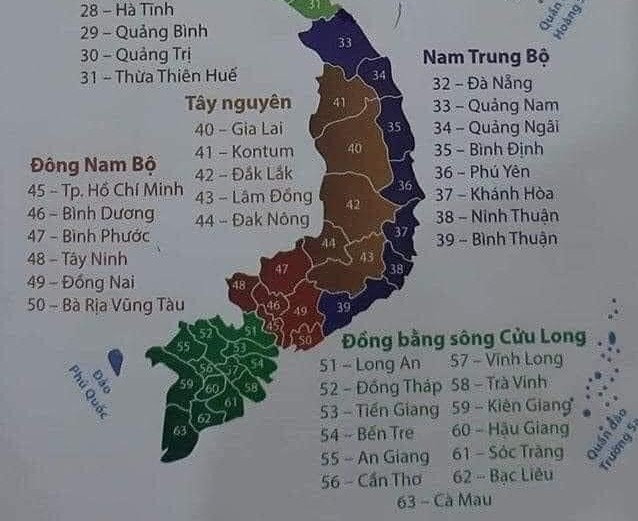 28 – Hà Tĩnh
29 – Quảng Bình
30 – Quảng Trị
31 – Thừa Thiên Huế
Tây nguyên
40 – Gia Lai
41 – Kontum
42 – Đắk Lắk
43 – Lâm Đồng
44 – Đak Nông
Đông Nam Bộ
45 – Tp. Hồ Chí Minh
46 – Bình Dương
47 – Bình Phước
48 – Tây Ninh
49 – Đồng Nai
50 – Bà Rịa Vũng Tàu
Nam Trung Bộ
32 – Đà Nẵng
33 – Quảng Nam
34 – Quảng Ngãi
35 – Bình Định
36 – Phú Yên
37 – Khánh Hòa
38 – Ninh Thuận
39 – Bình Thuận
Đồng bằng sông Cửu Long
51 – Long An
52 – Đồng Tháp
53 – Tiền Giang
54 – Bến Tre
55 – An Giang
56 – Cần Thơ
57 – Vĩnh Long
58 – Trà Vinh
59 – Kiên Giang
60 – Hậu Giang
61 – Sóc Trăng
62 – Bạc Liêu
63 – Cà Mau
Đảo
Phú Quốc
Quần
Hoàng
Quần đảo
Trường
31
33
34
41
35
40
36
42
37
44
43
38
47
48
39
46
49
45
50
51
52
53
55
54
56
57
58
59
60
61
62
63